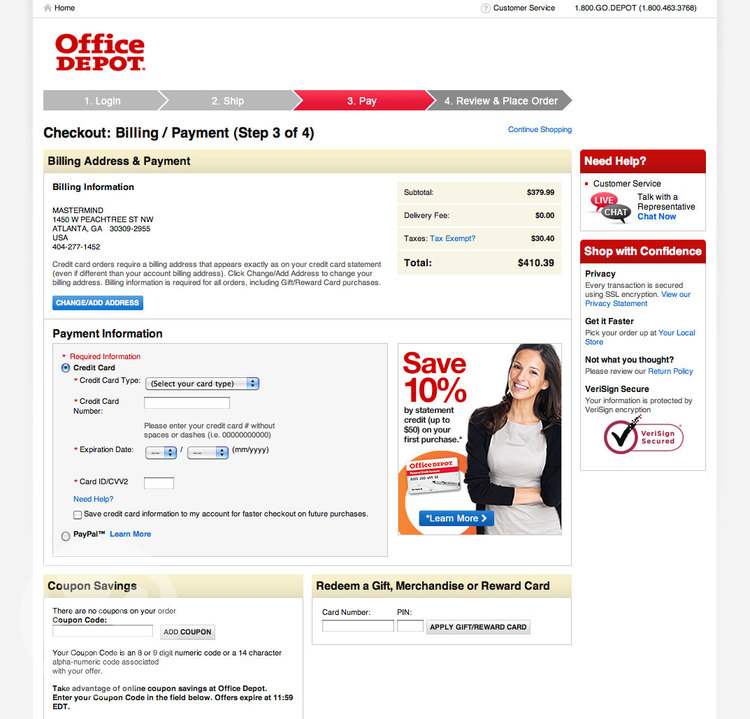 Home
Customer Service
1.800.GO.DEPOT (1.800.463.3768)
Office
DEPOT.
1. Login
2. Ship
3. Pay
4. Review & Place Order
Checkout: Billing / Payment (Step 3 of 4)
Continue Shopping
Billing Address & Payment
Billing Information
MASTERMIND
1450 W PEACHTREE ST NW
ATLANTA, GA 30309-2955
USA
404-277-1452
Credit card orders require a billing address that appears exactly as on your credit card statement
(even if different than your account billing address). Click Change/Add Address to change your
billing address. Billing information is required for all orders, including Gift/Reward Card purchases.
CHANGE/ADD ADDRESS
Subtotal: $379.99
Delivery Fee: $0.00
Taxes: Tax Exempt? $30.40
Total: $410.39
Payment Information
* Required Information
Credit Card
* Credit Card Type: (Select your card type)
* Credit Card
Number:
Please enter your credit card # without
spaces or dashes (i.e. 00000000000)
* Expiration Date: -- / -- (mm/yyyy)
* Card ID/CVV2
Need Help?
Save credit card information to my account for faster checkout on future purchases.
PayPal™ Learn More
Save
10%
by statement
credit (up to
$50) on your
first purchase.*
Office DEPOT
*Learn More
Coupon Savings
There are no coupons on your order
Coupon Code:
ADD COUPON
Your Coupon Code is an 8 or 9 digit numeric code or a 14 character
alpha-numeric code associated
with your offer.
Take advantage of online coupon savings at Office Depot.
Enter your Coupon Code in the field below. Offers expire at 11:59
EDT.
Redeem a Gift, Merchandise or Reward Card
Card Number: PIN:
APPLY GIFT/REWARD CARD
Need Help?
Customer Service
LIVE
CHAT
Talk with a
Representative
Chat Now
Shop with Confidence
Privacy
Every transaction is secured
using SSL encryption. View our
Privacy Statement
Get it Faster
Pick your order up at Your Local
Store
Not what you thought?
Please review our Return Policy
VeriSign Secure
Your information is protected by
VeriSign encryption
VeriSign
Secured